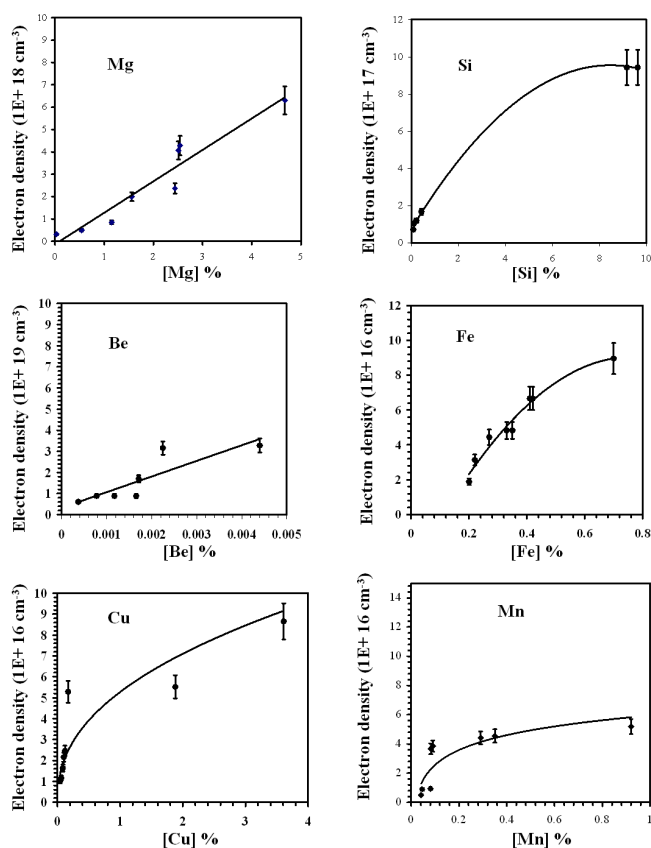 Electron density (1E+ 18 cm-3)
10
9
8
7
6
5
4
3
2
1
0
Mg
0 1 2 3 4 5
[Mg] %
Electron density (1E+ 17 cm-3)
15
10
5
0
Si
0 2 4 6 8 10
[Si] %
Electron density (1E+ 19 cm-3)
10
9
8
7
6
5
4
3
2
1
0
Be
0 0.001 0.002 0.003 0.004 0.005
[Be] %
Electron density (1E+ 16 cm-3)
12
10
8
6
4
2
0
Fe
0 0.2 0.4 0.6 0.8
[Fe] %
Electron density (1E+ 16 cm-3)
10
9
8
7
6
5
4
3
2
1
0
Cu
0 1 2 3 4
[Cu] %
Electron density (1E+ 16 cm-3)
14
12
10
8
6
4
2
0
Mn
0 0.2 0.4 0.6 0.8 1
[Mn] %